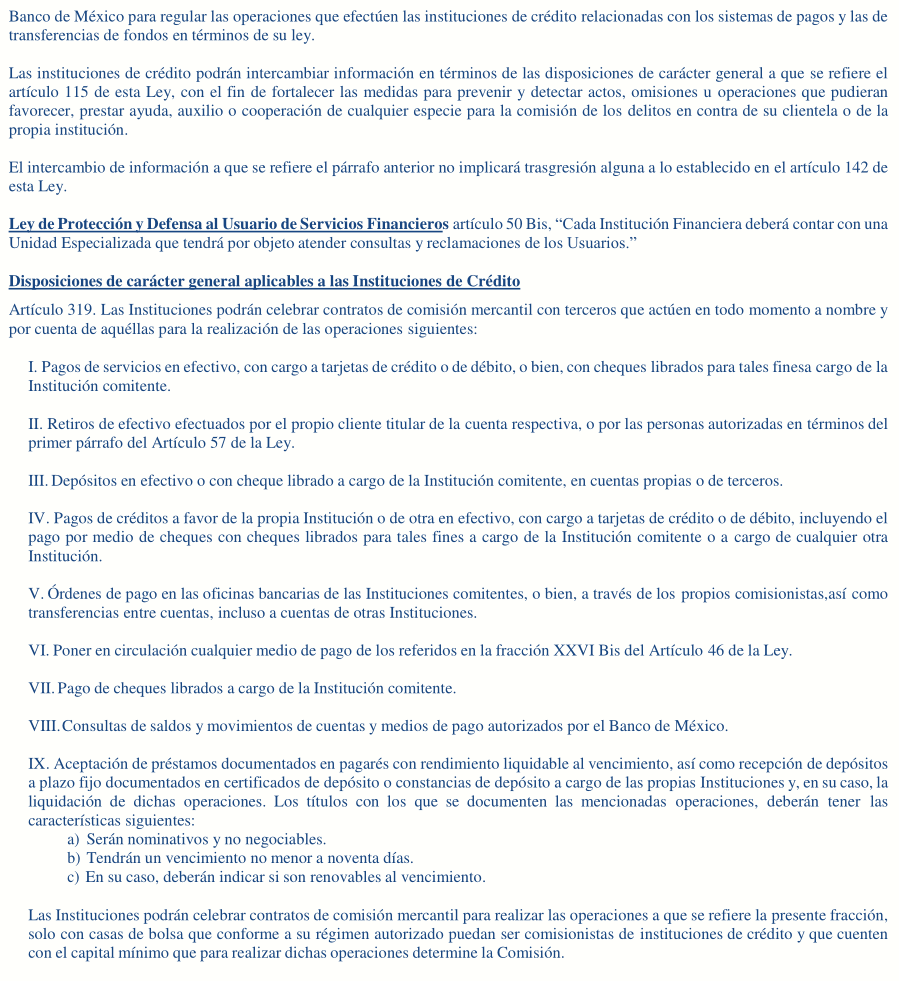 Banco de México para regular las operaciones que efectúen las instituciones de crédito relacionadas con los sistemas de pagos y las de
transferencias de fondos en términos de su ley.
Las instituciones de crédito podrán intercambiar información en términos de las disposiciones de carácter general a que se refiere el
artículo 115 de esta Ley, con el fin de fortalecer las medidas para prevenir y detectar actos, omisiones u operaciones que pudieran
favorecer, prestar ayuda, auxilio o cooperación de cualquier especie para la comisión de los delitos en contra de su clientela o de la
propia institución.
El intercambio de información a que se refiere el párrafo anterior no implicará trasgresión alguna a lo establecido en el artículo 142 de
esta Ley.
Ley de Protección y Defensa al Usuario de Servicios Financieros artículo 50 Bis, “Cada Institución Financiera deberá contar con una
Unidad Especializada que tendrá por objeto atender consultas y reclamaciones de los Usuarios.”
Disposiciones de carácter general aplicables a las Instituciones de Crédito
Artículo 319. Las Instituciones podrán celebrar contratos de comisión mercantil con terceros que actúen en todo momento a nombre y
por cuenta de aquéllas para la realización de las operaciones siguientes:
I. Pagos de servicios en efectivo, con cargo a tarjetas de crédito o de débito, o bien, con cheques librados para tales finesa cargo de la
Institución comitente.
II. Retiros de efectivo efectuados por el propio cliente titular de la cuenta respectiva, o por las personas autorizadas en términos del
primer párrafo del Artículo 57 de la Ley.
III. Depósitos en efectivo o con cheque librado a cargo de la Institución comitente, en cuentas propias o de terceros.
IV. Pagos de créditos a favor de la propia Institución o de otra en efectivo, con cargo a tarjetas de crédito o de débito, incluyendo el
pago por medio de cheques con cheques librados para tales fines a cargo de la Institución comitente o a cargo de cualquier otra
Institución.
V. Órdenes de pago en las oficinas bancarias de las Instituciones comitentes, o bien, a través de los propios comisionistas,así como
transferencias entre cuentas, incluso a cuentas de otras Instituciones.
VI. Poner en circulación cualquier medio de pago de los referidos en la fracción XXVI Bis del Artículo 46 de la Ley.
VII. Pago de cheques librados a cargo de la Institución comitente.
VIII. Consultas de saldos y movimientos de cuentas y medios de pago autorizados por el Banco de México.
IX. Aceptación de préstamos documentados en pagarés con rendimiento liquidable al vencimiento, así como recepción de depósitos
a plazo fijo documentados en certificados de depósito o constancias de depósito a cargo de las propias Instituciones y, en su caso, la
liquidación de dichas operaciones. Los títulos con los que se documenten las mencionadas operaciones, deberán tener las
características siguientes:
a) Serán nominativos y no negociables.
b) Tendrán un vencimiento no menor a noventa días.
c) En su caso, deberán indicar si son renovables al vencimiento.
Las Instituciones podrán celebrar contratos de comisión mercantil para realizar las operaciones a que se refiere la presente fracción,
solo con casas de bolsa que conforme a su régimen autorizado puedan ser comisionistas de instituciones de crédito y que cuenten
con el capital mínimo que para realizar dichas operaciones determine la Comisión.